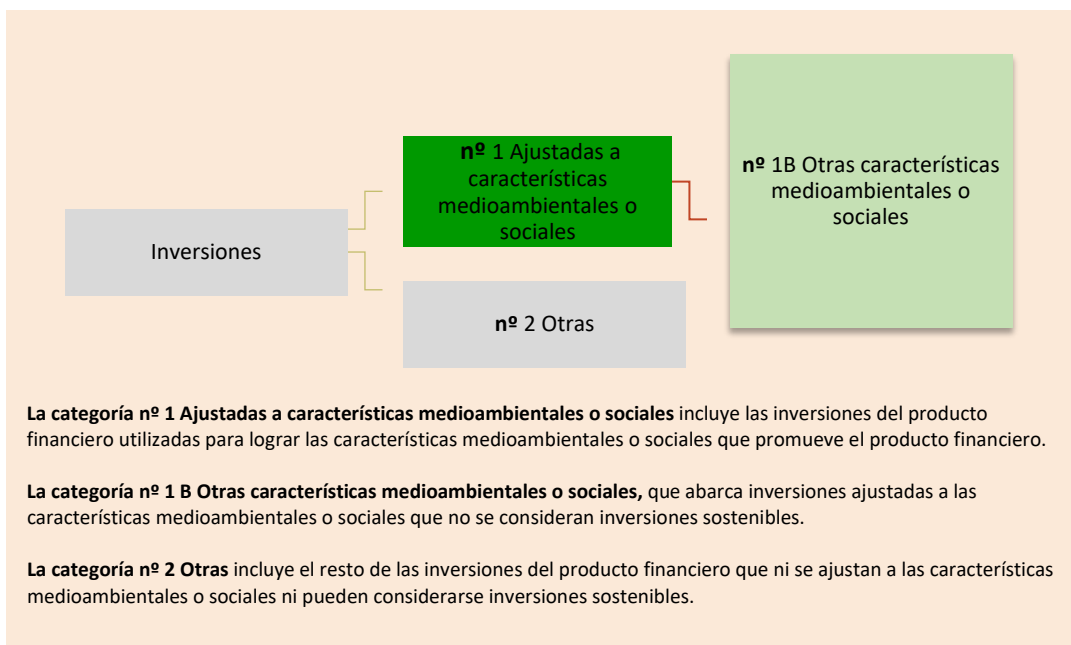 nº 1 Ajustadas a
características
medioambientales o
sociales
nº 1B Otras características
medioambientales o
sociales
Inversiones
nº 2 Otras
La categoría nº 1 Ajustadas a características medioambientales o sociales incluye las inversiones del producto
financiero utilizadas para lograr las características medioambientales o sociales que promueve el producto financiero.
La categoría nº 1 B Otras características medioambientales o sociales, que abarca inversiones ajustadas a las
características medioambientales o sociales que no se consideran inversiones sostenibles.
La categoría nº 2 Otras incluye el resto de las inversiones del producto financiero que ni se ajustan a las características
medioambientales o sociales ni pueden considerarse inversiones sostenibles.